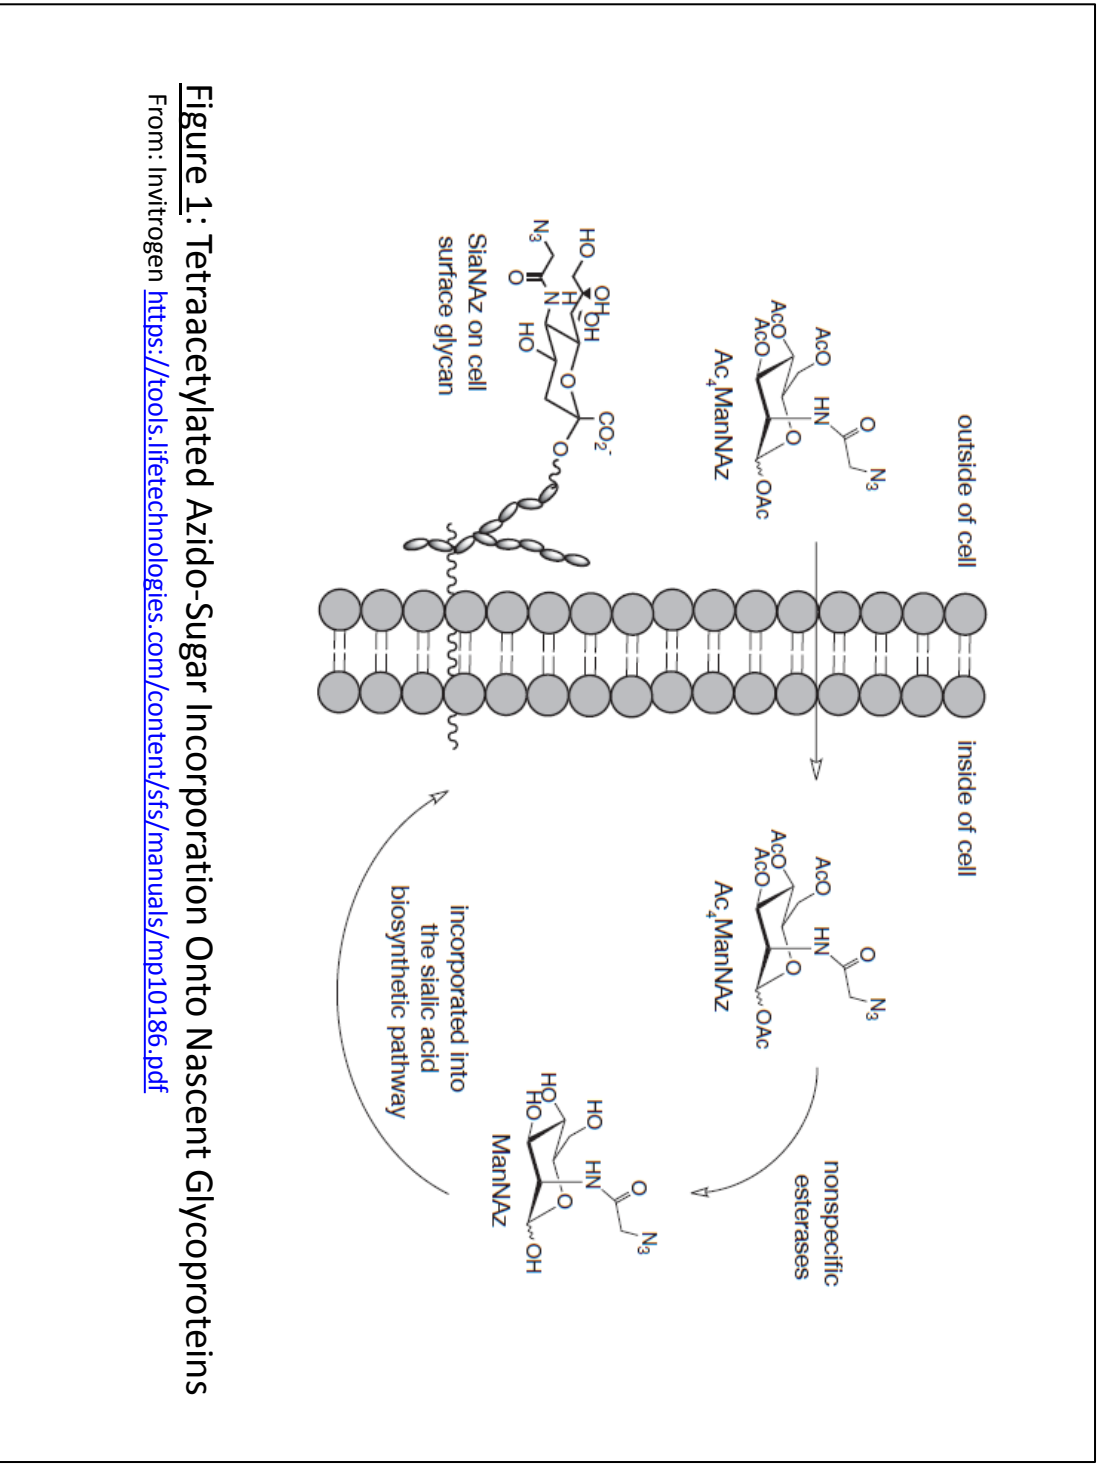 outside of cell
inside of cell
AcO
AcO
AcO
HN
O
N3
O
OAc
Ac4ManNAz
AcO
AcO
AcO
HN
O
N3
O
OAc
Ac4ManNAz
nonspecific
esterases
HO
HO
HO
HN
O
N3
O
OH
ManNAz
HO
OH
OH
N3
O
H
N
HO
O
CO2-
O
SiaNAz on cell
surface glycan
incorporated into
the sialic acid
biosynthetic pathway
Figure 1: Tetraacetylated Azido-Sugar Incorporation Onto Nascent Glycoproteins
From: Invitrogen https://tools.lifetechnologies.com/content/sfs/manuals/mp10186.pdf